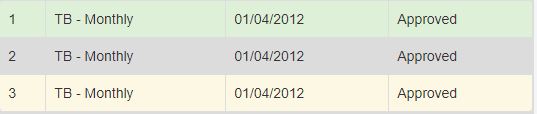 1 TB - Monthly 01/04/2012 Approved
2 TB - Monthly 01/04/2012 Approved
3 TB - Monthly 01/04/2012 Approved